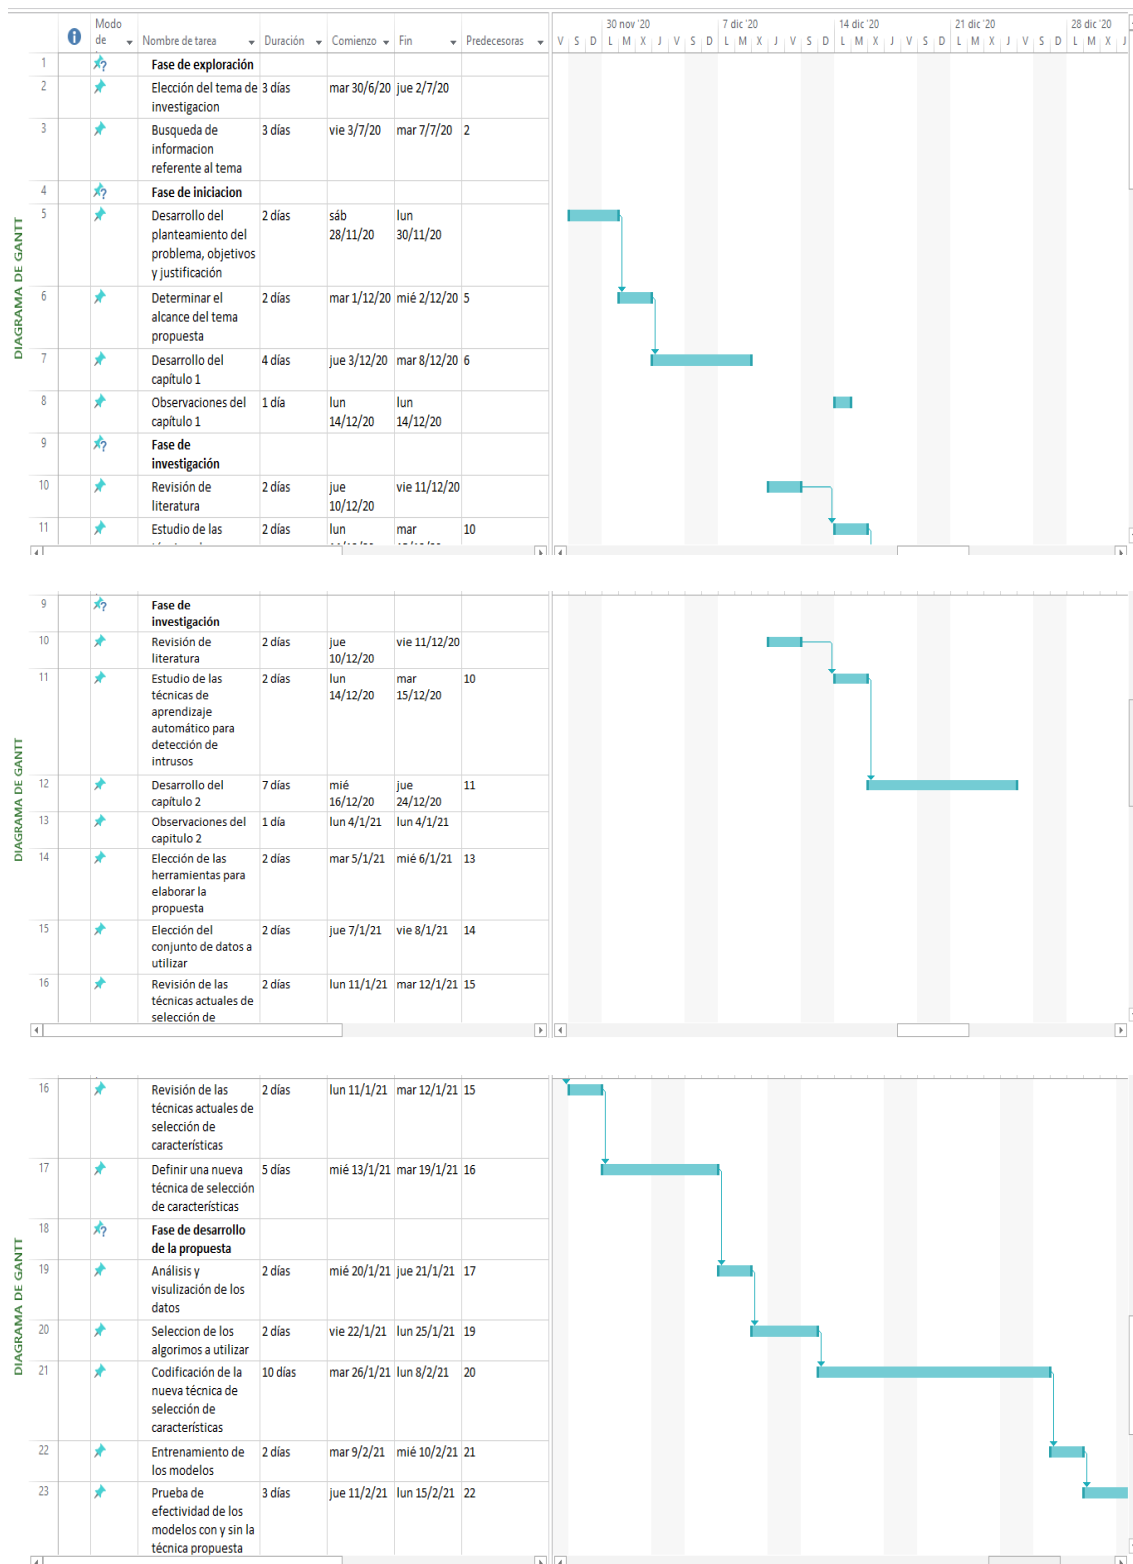 Modo de
Nombre de tarea Duración Comienzo Fin Predecesoras
30 nov '20 7 dic '20 14 dic '20 21 dic '20 28 dic '20
V S D L M X J V S D L M X J V S D L M X J V S D L M X J V S D L M X J
DIAGRAMA DE GANTT
1 Fase de exploración
2 Elección del tema de 3 días mar 30/6/20 jue 2/7/20
investigacion
3 Busqueda de 3 días vie 3/7/20 mar 7/7/20 2
informacion
referente al tema
4 Fase de iniciacion
5 Desarrollo del 2 días sáb lun
planteamiento del 28/11/20 30/11/20
problema, objetivos
y justificación
6 Determinar el 2 días mar 1/12/20 mié 2/12/20 5
alcance del tema
propuesta
7 Desarrollo del 4 días jue 3/12/20 mar 8/12/20 6
capítulo 1
8 Observaciones del 1 día lun lun
capítulo 1 14/12/20 14/12/20
9 Fase de
investigación
10 Revisión de 2 días jue vie 11/12/20
literatura 10/12/20
11 Estudio de las 2 días lun mar 10
DIAGRAMA DE GANTT
9 Fase de
investigación
10 Revisión de 2 días jue vie 11/12/20
literatura 10/12/20
11 Estudio de las 2 días lun mar 10
técnicas de 14/12/20 15/12/20
aprendizaje
automático para
detección de
intrusos
12 Desarrollo del 7 días mié jue 11
capítulo 2 16/12/20 24/12/20
13 Observaciones del 1 día lun 4/1/21 lun 4/1/21
capitulo 2
14 Elección de las 2 días mar 5/1/21 mié 6/1/21 13
herramientas para
elaborar la
propuesta
15 Elección del 2 días jue 7/1/21 vie 8/1/21 14
conjunto de datos a
utilizar
16 Revisión de las 2 días lun 11/1/21 mar 12/1/21 15
técnicas actuales de
selección de
DIAGRAMA DE GANTT
16 Revisión de las 2 días lun 11/1/21 mar 12/1/21 15
técnicas actuales de
selección de
características
17 Definir una nueva 5 días mié 13/1/21 mar 19/1/21 16
técnica de selección
de características
18 Fase de desarrollo
de la propuesta
19 Análisis y 2 días mié 20/1/21 jue 21/1/21 17
visulización de los
datos
20 Seleccion de los 2 días vie 22/1/21 lun 25/1/21 19
algorimos a utilizar
21 Codificación de la 10 días mar 26/1/21 lun 8/2/21 20
nueva técnica de
selección de
características
22 Entrenamiento de 2 días mar 9/2/21 mié 10/2/21 21
los modelos
23 Prueba de 3 días jue 11/2/21 lun 15/2/21 22
efectividad de los
modelos con y sin la
técnica propuesta